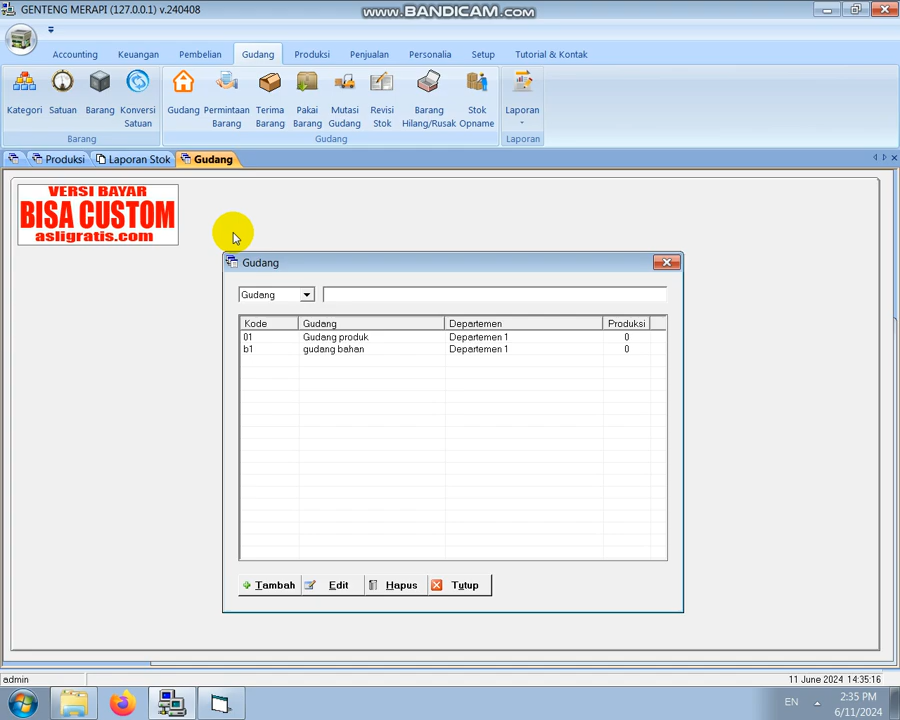 GENTENG MERAPI (127.0.0.1) v.240408
www.BANDICAM.com
Accounting Keuangan Pembelian Gudang Produksi Penjualan Personalia Setup Tutorial & Kontak
Kategori Satuan Barang Konversi Satuan Gudang Permintaan Barang Terima Barang Pakai Barang Mutasi Gudang Revisi Stok Barang Hilang/Rusak Stok Opname Laporan
Barang Gudang Laporan
Produksi Laporan Stok Gudang
VERSI BAYAR
BISA CUSTOM
asligratis.com
Gudang
Gudang
Kode Gudang Departemen Produksi
01 Gudang produk Departemen 1 0
b1 gudang bahan Departemen 1 0
Tambah Edit Hapus Tutup
admin 11 June 2024 14:35:16
EN 2:35 PM
6/11/2024